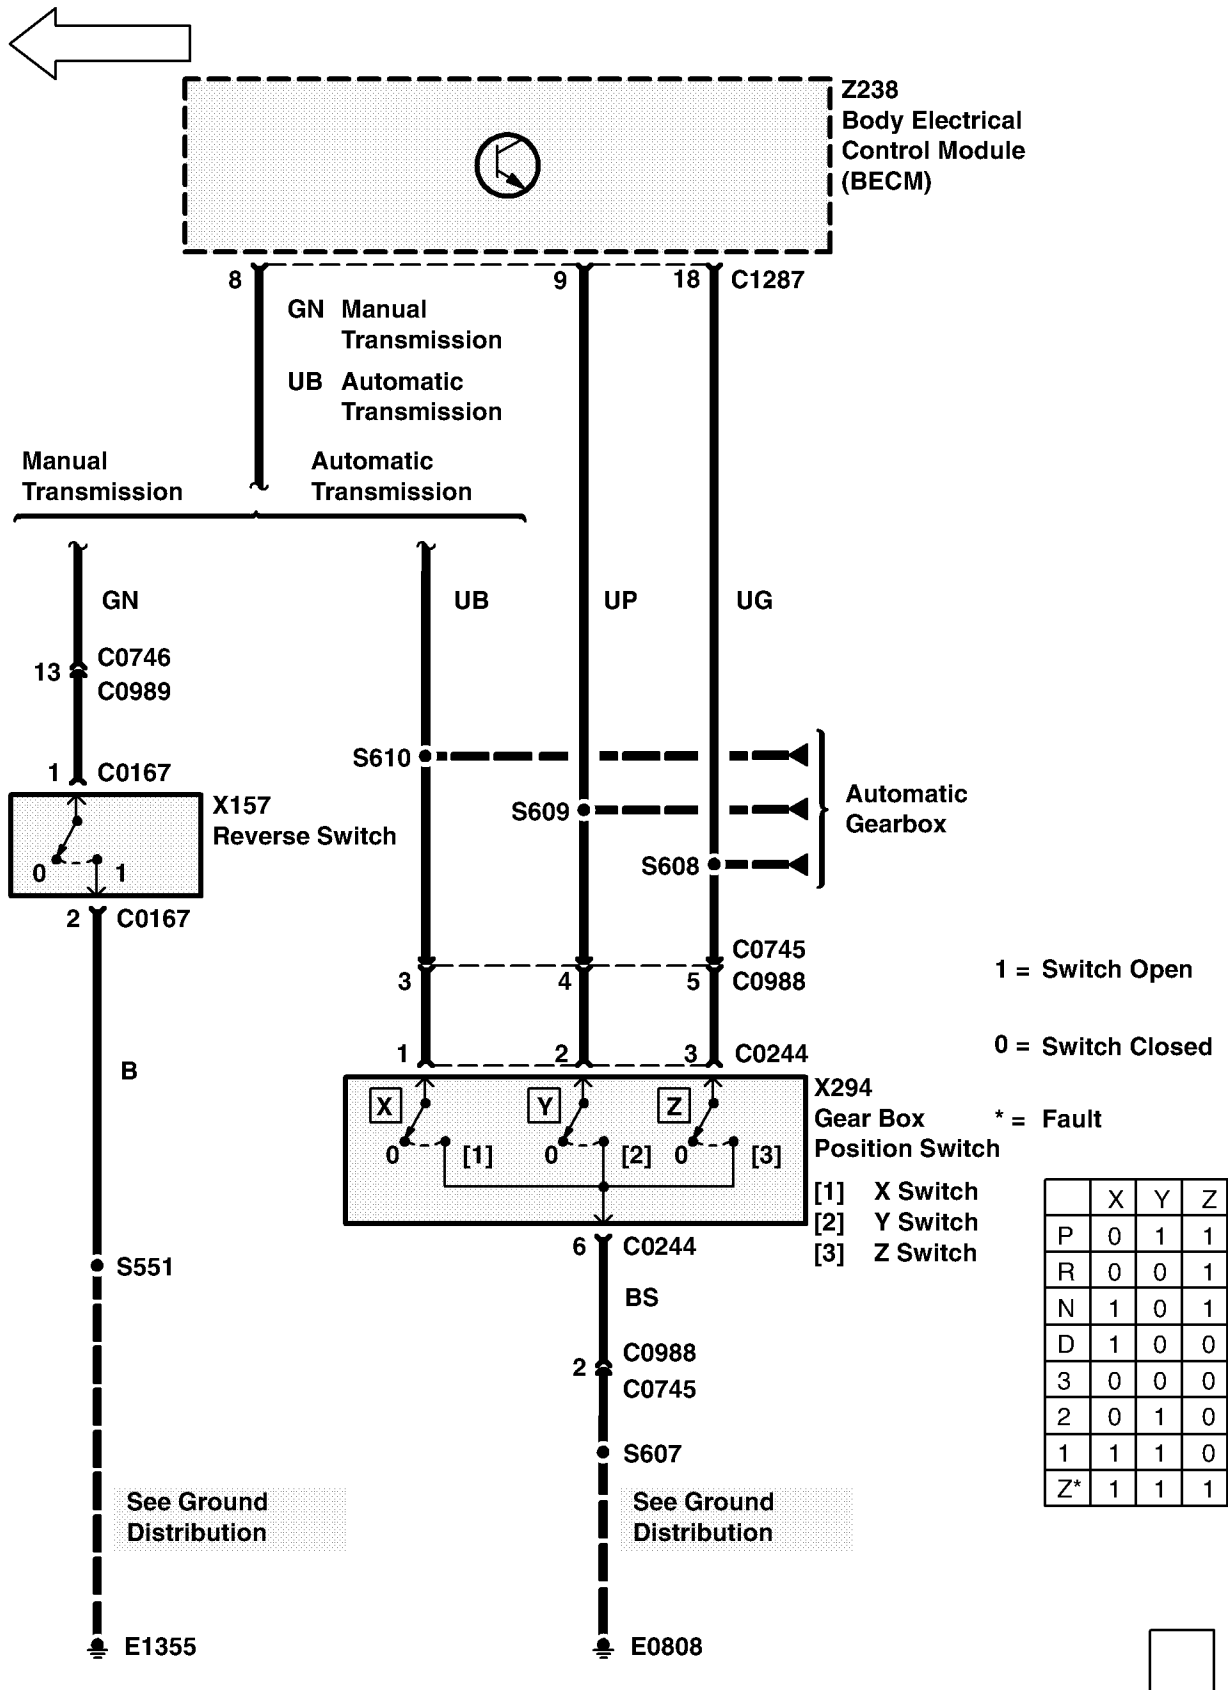 Z238
Body Electrical
Control Module
(BECM)
8
9
18 C1287
GN Manual
Transmission
UB Automatic
Transmission
Manual
Transmission
Automatic
Transmission
GN
UB
UP
UG
13
C0746
C0989
1 C0167
S610
S609
S608
Automatic
Gearbox
X157
Reverse Switch
0
1
2 C0167
C0745
3
4
5 C0988
1 = Switch Open
0 = Switch Closed
* = Fault
B
1
2
3 C0244
X
Y
Z
0
[1]
0
[2]
0
[3]
X294
Gear Box
Position Switch
[1] X Switch
[2] Y Switch
[3] Z Switch
6 C0244
BS
2
C0988
C0745
S551
S607
X Y Z
P 0 1 1
R 0 0 1
N 1 0 1
D 1 0 0
3 0 0 0
2 0 1 0
1 1 1 0
Z* 1 1 1
See Ground
Distribution
See Ground
Distribution
E1355
E0808